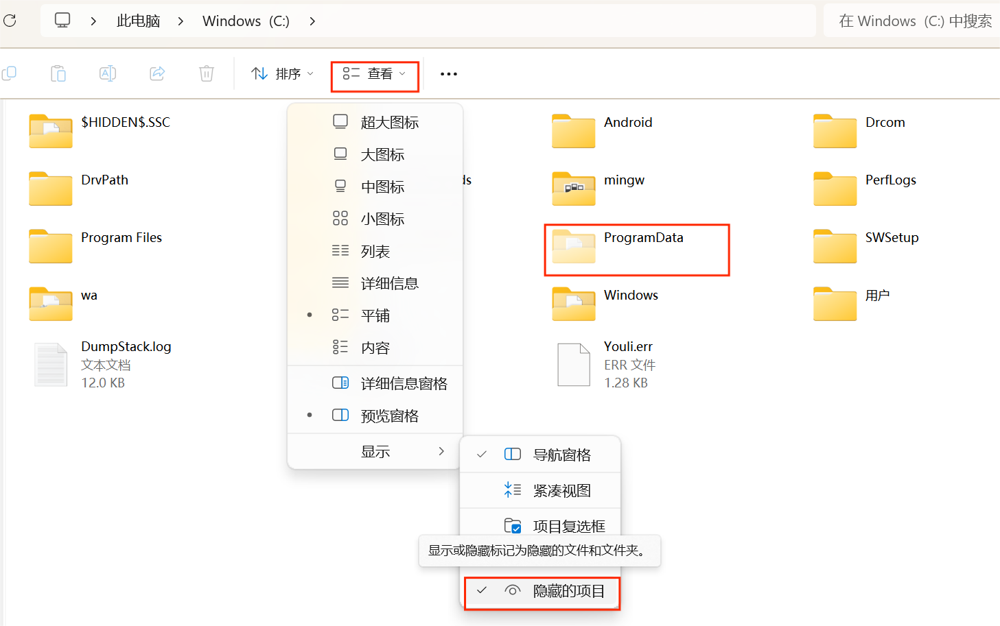 此电脑
Windows (C:)
在 Windows (C:) 中搜索
排序
查看
$HIDDEN$.SSC
Android
Drcom
DrvPath
ds
mingw
PerfLogs
Program Files
ProgramData
SWSetup
wa
Windows
用户
DumpStack.log
文本文档
12.0 KB
Youli.err
ERR 文件
1.28 KB
超大图标
大图标
中图标
小图标
列表
详细信息
平铺
内容
详细信息窗格
预览窗格
显示
导航窗格
紧凑视图
项目复选框
显示或隐藏标记为隐藏的文件和文件夹。
隐藏的项目